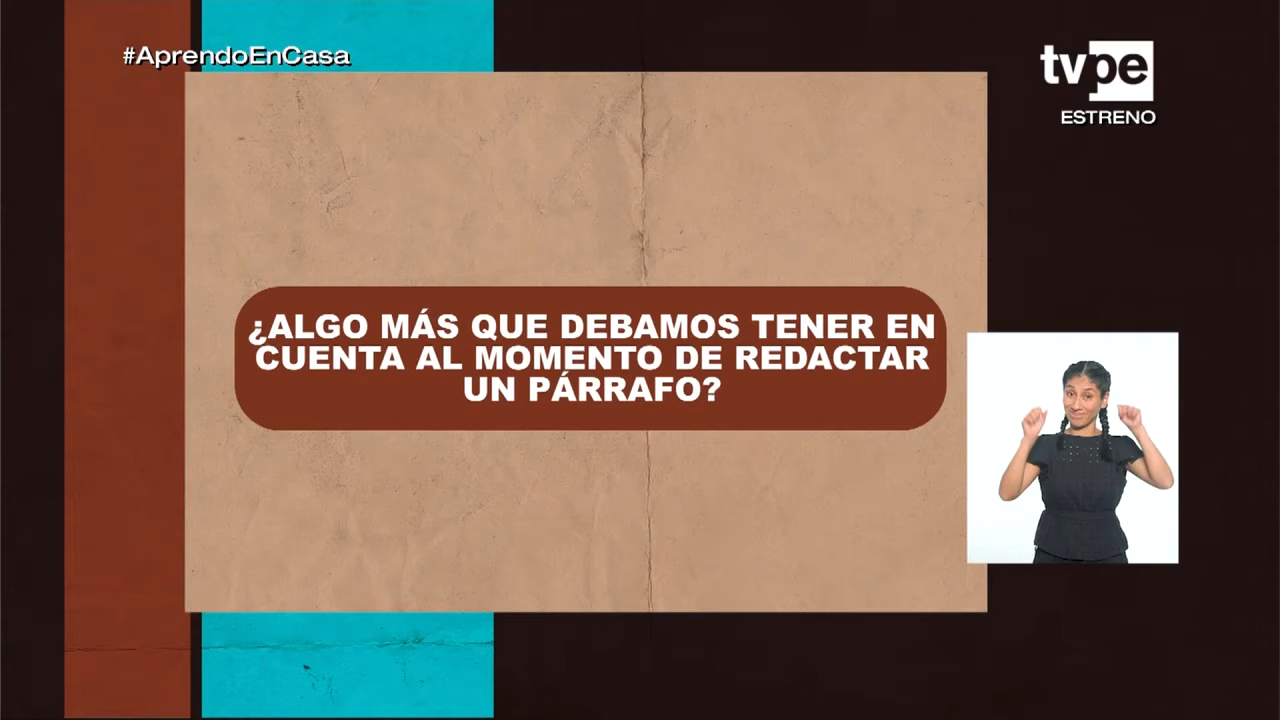 #AprendoEnCasa
tvpe
ESTRENO
¿ALGO MÁS QUE DEBAMOS TENER EN
CUENTA AL MOMENTO DE REDACTAR
UN PÁRRAFO?